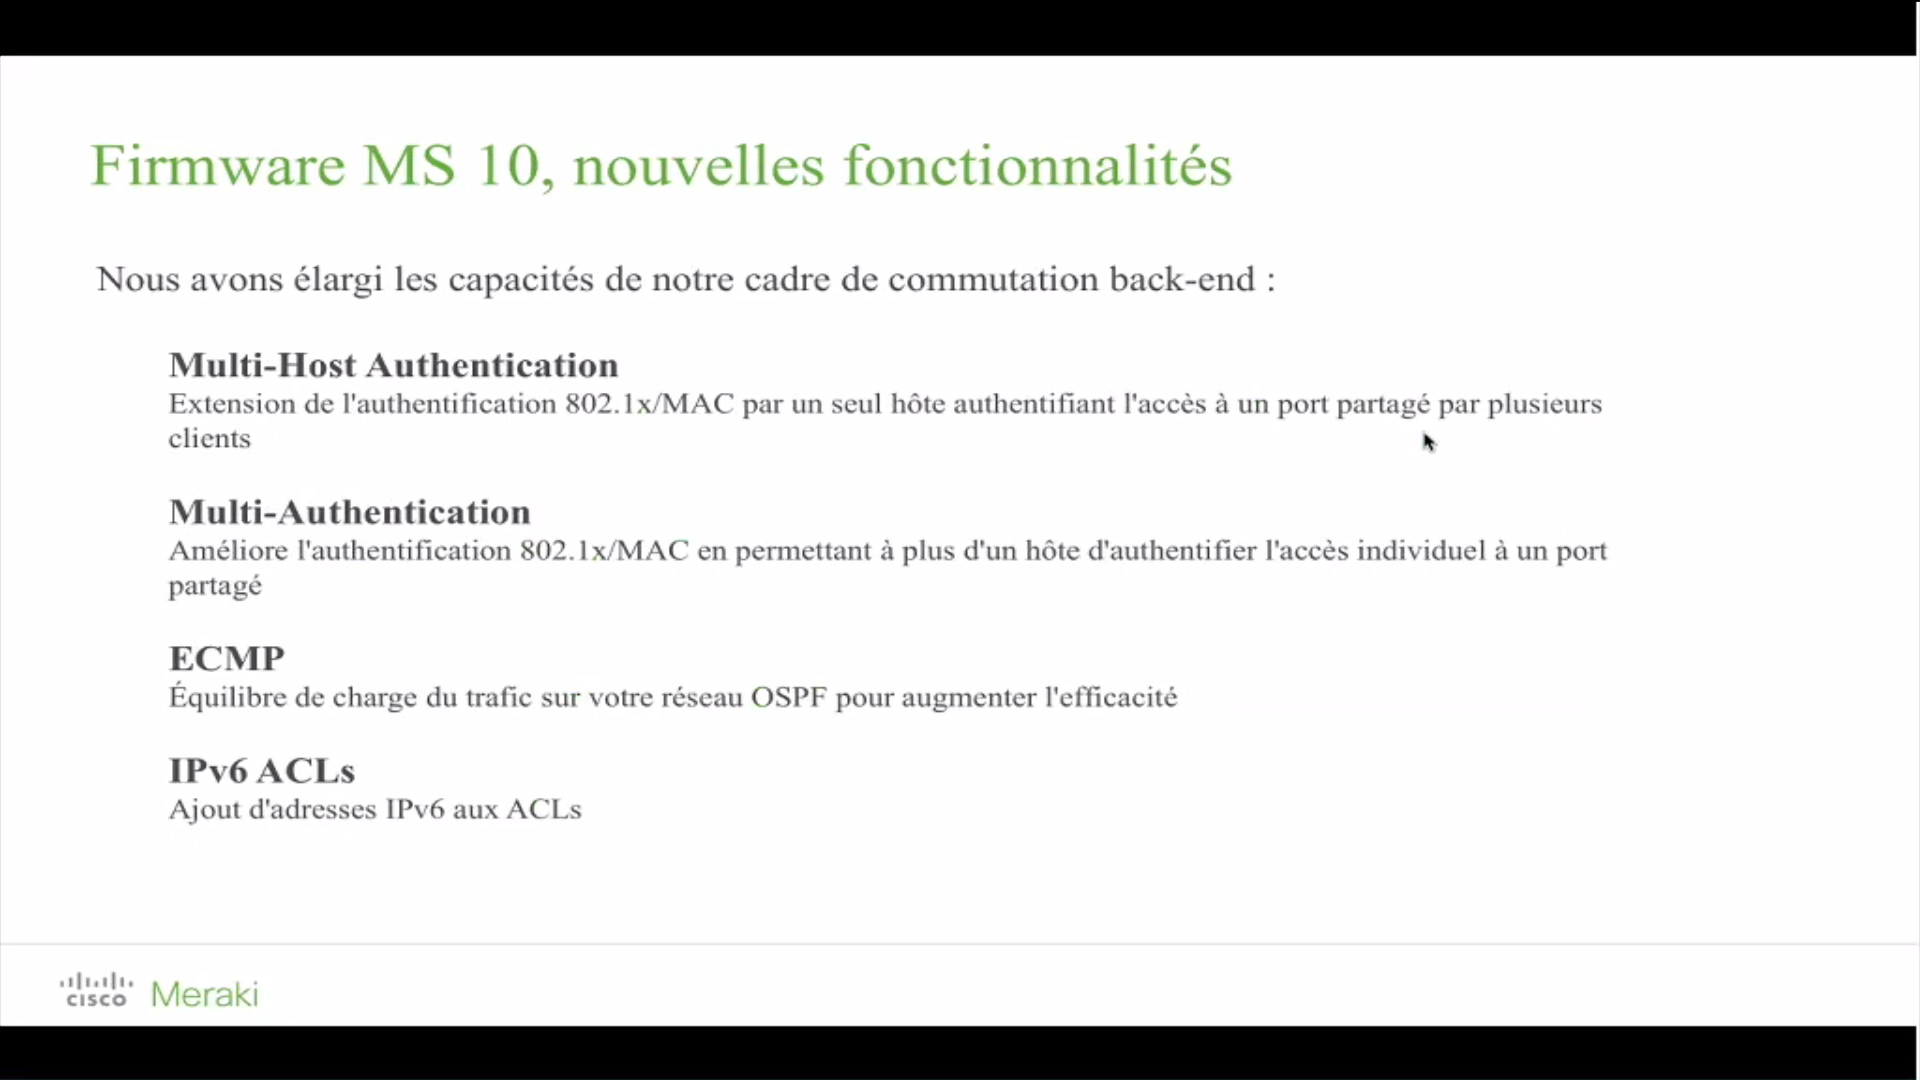 Firmware MS 10, nouvelles fonctionnalités
Nous avons élargi les capacités de notre cadre de commutation back-end :
Multi-Host Authentication
Extension de l'authentification 802.1x/MAC par un seul hôte authentifiant l'accès à un port partagé par plusieurs
clients
Multi-Authentication
Améliore l'authentification 802.1x/MAC en permettant à plus d'un hôte d'authentifier l'accès individuel à un port
partagé
ECMP
Équilibre de charge du trafic sur votre réseau OSPF pour augmenter l'efficacité
IPv6 ACLs
Ajout d'adresses IPv6 aux ACLs
cisco Meraki